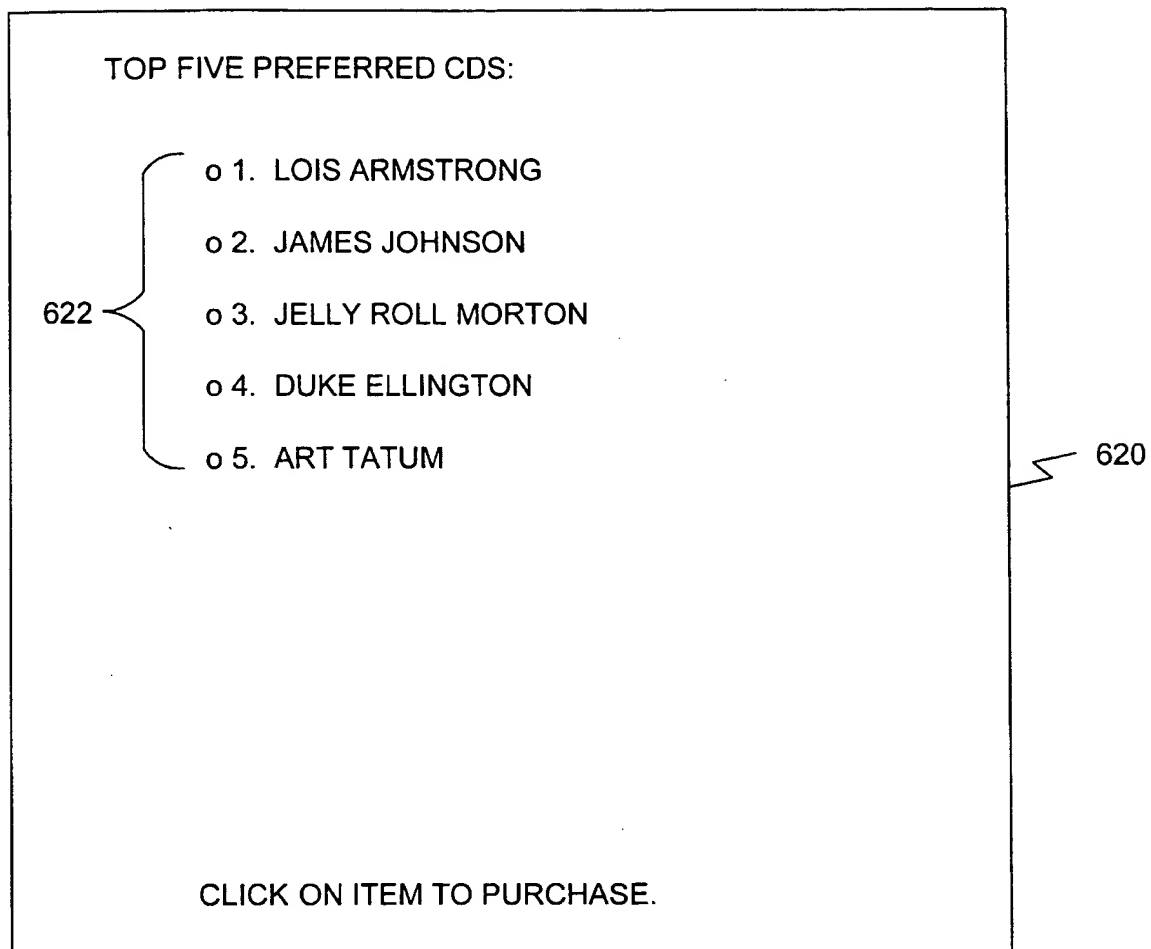 TOP FIVE PREFERRED CDS:
o 1. LOIS ARMSTRONG
o 2. JAMES JOHNSON
622
o 3. JELLY ROLL MORTON
o 4. DUKE ELLINGTON
o 5. ART TATUM
620
CLICK ON ITEM TO PURCHASE.